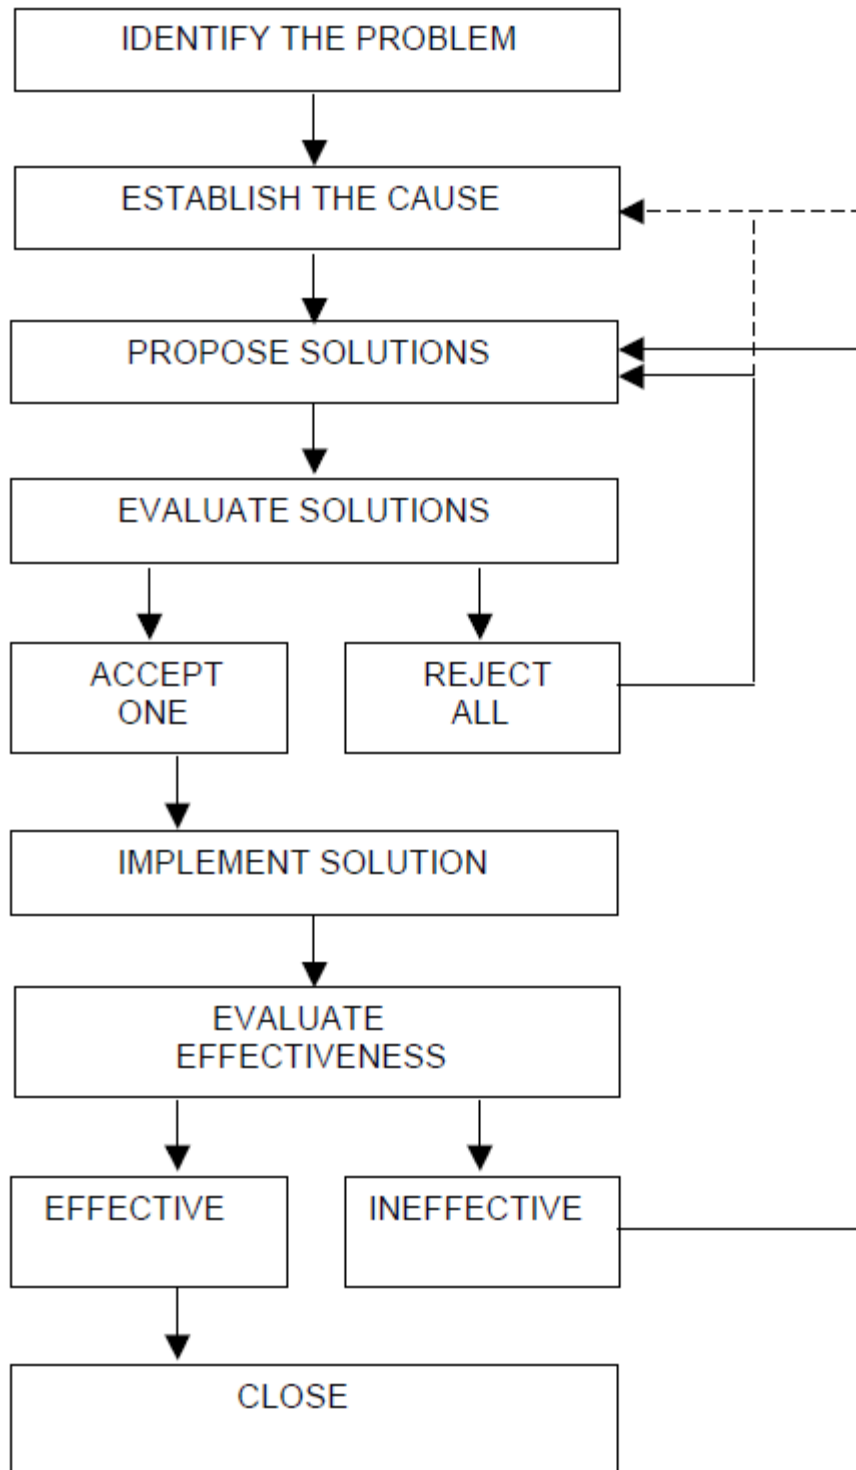 IDENTIFY THE PROBLEM
ESTABLISH THE CAUSE
PROPOSE SOLUTIONS
EVALUATE SOLUTIONS
ACCEPT
ONE
REJECT
ALL
IMPLEMENT SOLUTION
EVALUATE
EFFECTIVENESS
EFFECTIVE
INEFFECTIVE
CLOSE